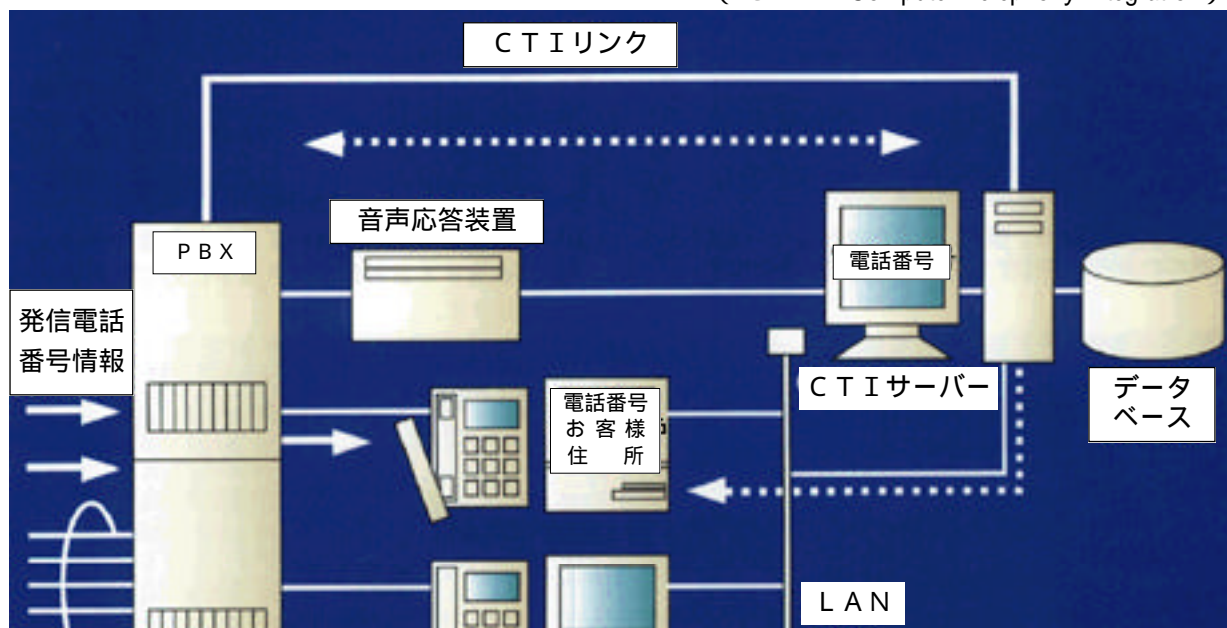 ＣＴＩリンク
音声応答装置
ＰＢＸ
電話番号
発信電話
番号情報
ＣＴＩサーバー
データ
ベース
電話番号
お 客 様
住　　所
ＬＡＮ